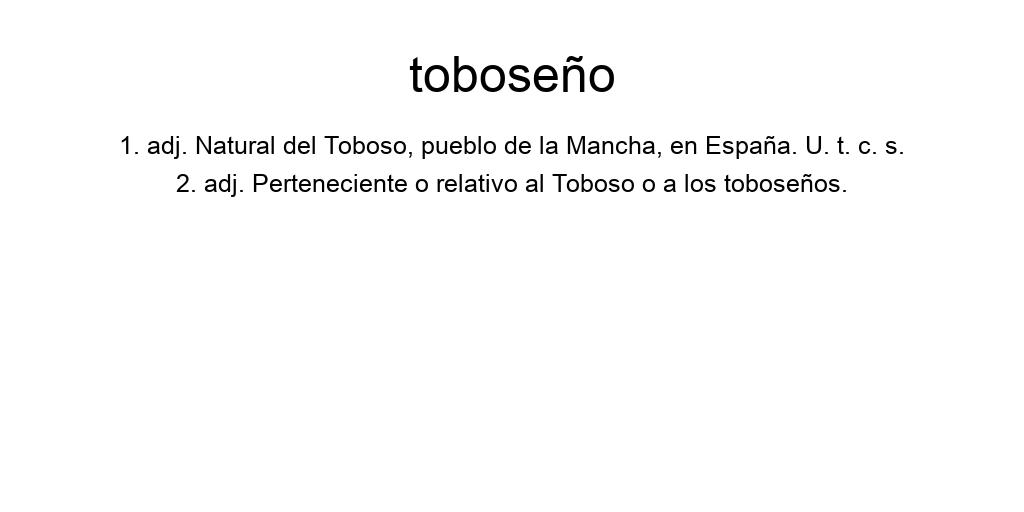 toboseño
1. adj. Natural del Toboso, pueblo de la Mancha, en España. U. t. c. s.
2. adj. Perteneciente o relativo al Toboso o a los toboseños.